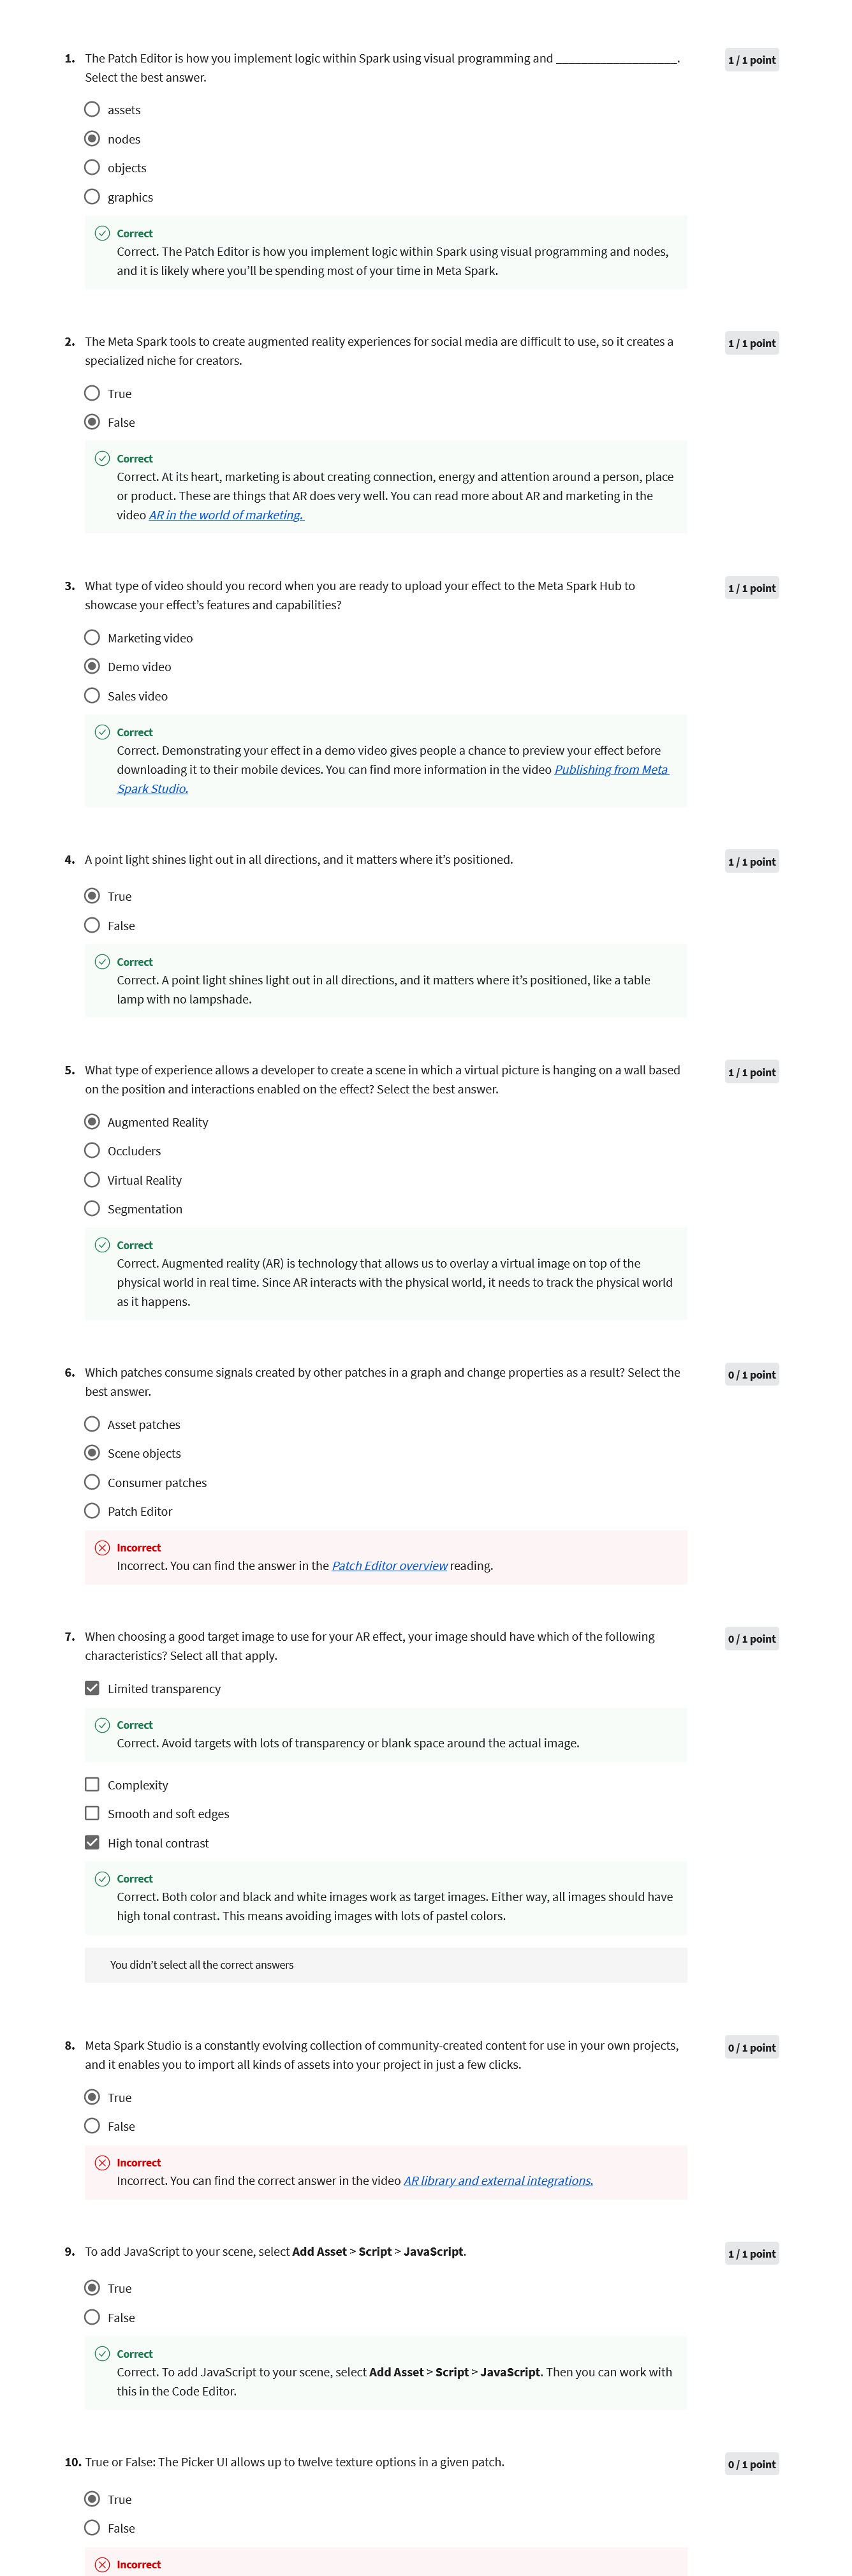 1. The Patch Editor is how you implement logic within Spark using visual programming and ___________________.
1 / 1 point
Select the best answer.
assets
nodes
objects
graphics
Correct
Correct. The Patch Editor is how you implement logic within Spark using visual programming and nodes,
and it is likely where you'll be spending most of your time in Meta Spark.
2. The Meta Spark tools to create augmented reality experiences for social media are difficult to use, so it creates a
1 / 1 point
specialized niche for creators.
True
False
Correct
Correct. At its heart, marketing is about creating connection, energy and attention around a person, place
or product. These are things that AR does very well. You can read more about AR and marketing in the
video AR in the world of marketing.
3. What type of video should you record when you are ready to upload your effect to the Meta Spark Hub to
1 / 1 point
showcase your effect's features and capabilities?
Marketing video
Demo video
Sales video
Correct
Correct. Demonstrating your effect in a demo video gives people a chance to preview your effect before
downloading it to their mobile devices. You can find more information in the video Publishing from Meta
Spark Studio.
4. A point light shines light out in all directions, and it matters where it's positioned.
1 / 1 point
True
False
Correct
Correct. A point light shines light out in all directions, and it matters where it's positioned, like a table
lamp with no lampshade.
5. What type of experience allows a developer to create a scene in which a virtual picture is hanging on a wall based
1 / 1 point
on the position and interactions enabled on the effect? Select the best answer.
Augmented Reality
Occluders
Virtual Reality
Segmentation
Correct
Correct. Augmented reality (AR) is technology that allows us to overlay a virtual image on top of the
physical world in real time. Since AR interacts with the physical world, it needs to track the physical world
as it happens.
6. Which patches consume signals created by other patches in a graph and change properties as a result? Select the
0 / 1 point
best answer.
Asset patches
Scene objects
Consumer patches
Patch Editor
Incorrect
Incorrect. You can find the answer in the Patch Editor overview reading.
7. When choosing a good target image to use for your AR effect, your image should have which of the following
0 / 1 point
characteristics? Select all that apply.
Limited transparency
Correct
Correct. Avoid targets with lots of transparency or blank space around the actual image.
Complexity
Smooth and soft edges
High tonal contrast
Correct
Correct. Both color and black and white images work as target images. Either way, all images should have
high tonal contrast. This means avoiding images with lots of pastel colors.
You didn't select all the correct answers
8. Meta Spark Studio is a constantly evolving collection of community-created content for use in your own projects,
0 / 1 point
and it enables you to import all kinds of assets into your project in just a few clicks.
True
False
Incorrect
Incorrect. You can find the correct answer in the video AR library and external integrations.
9. To add JavaScript to your scene, select Add Asset > Script > JavaScript.
1 / 1 point
True
False
Correct
Correct. To add JavaScript to your scene, select Add Asset > Script > JavaScript. Then you can work with
this in the Code Editor.
10. True or False: The Picker UI allows up to twelve texture options in a given patch.
0 / 1 point
True
False
Incorrect